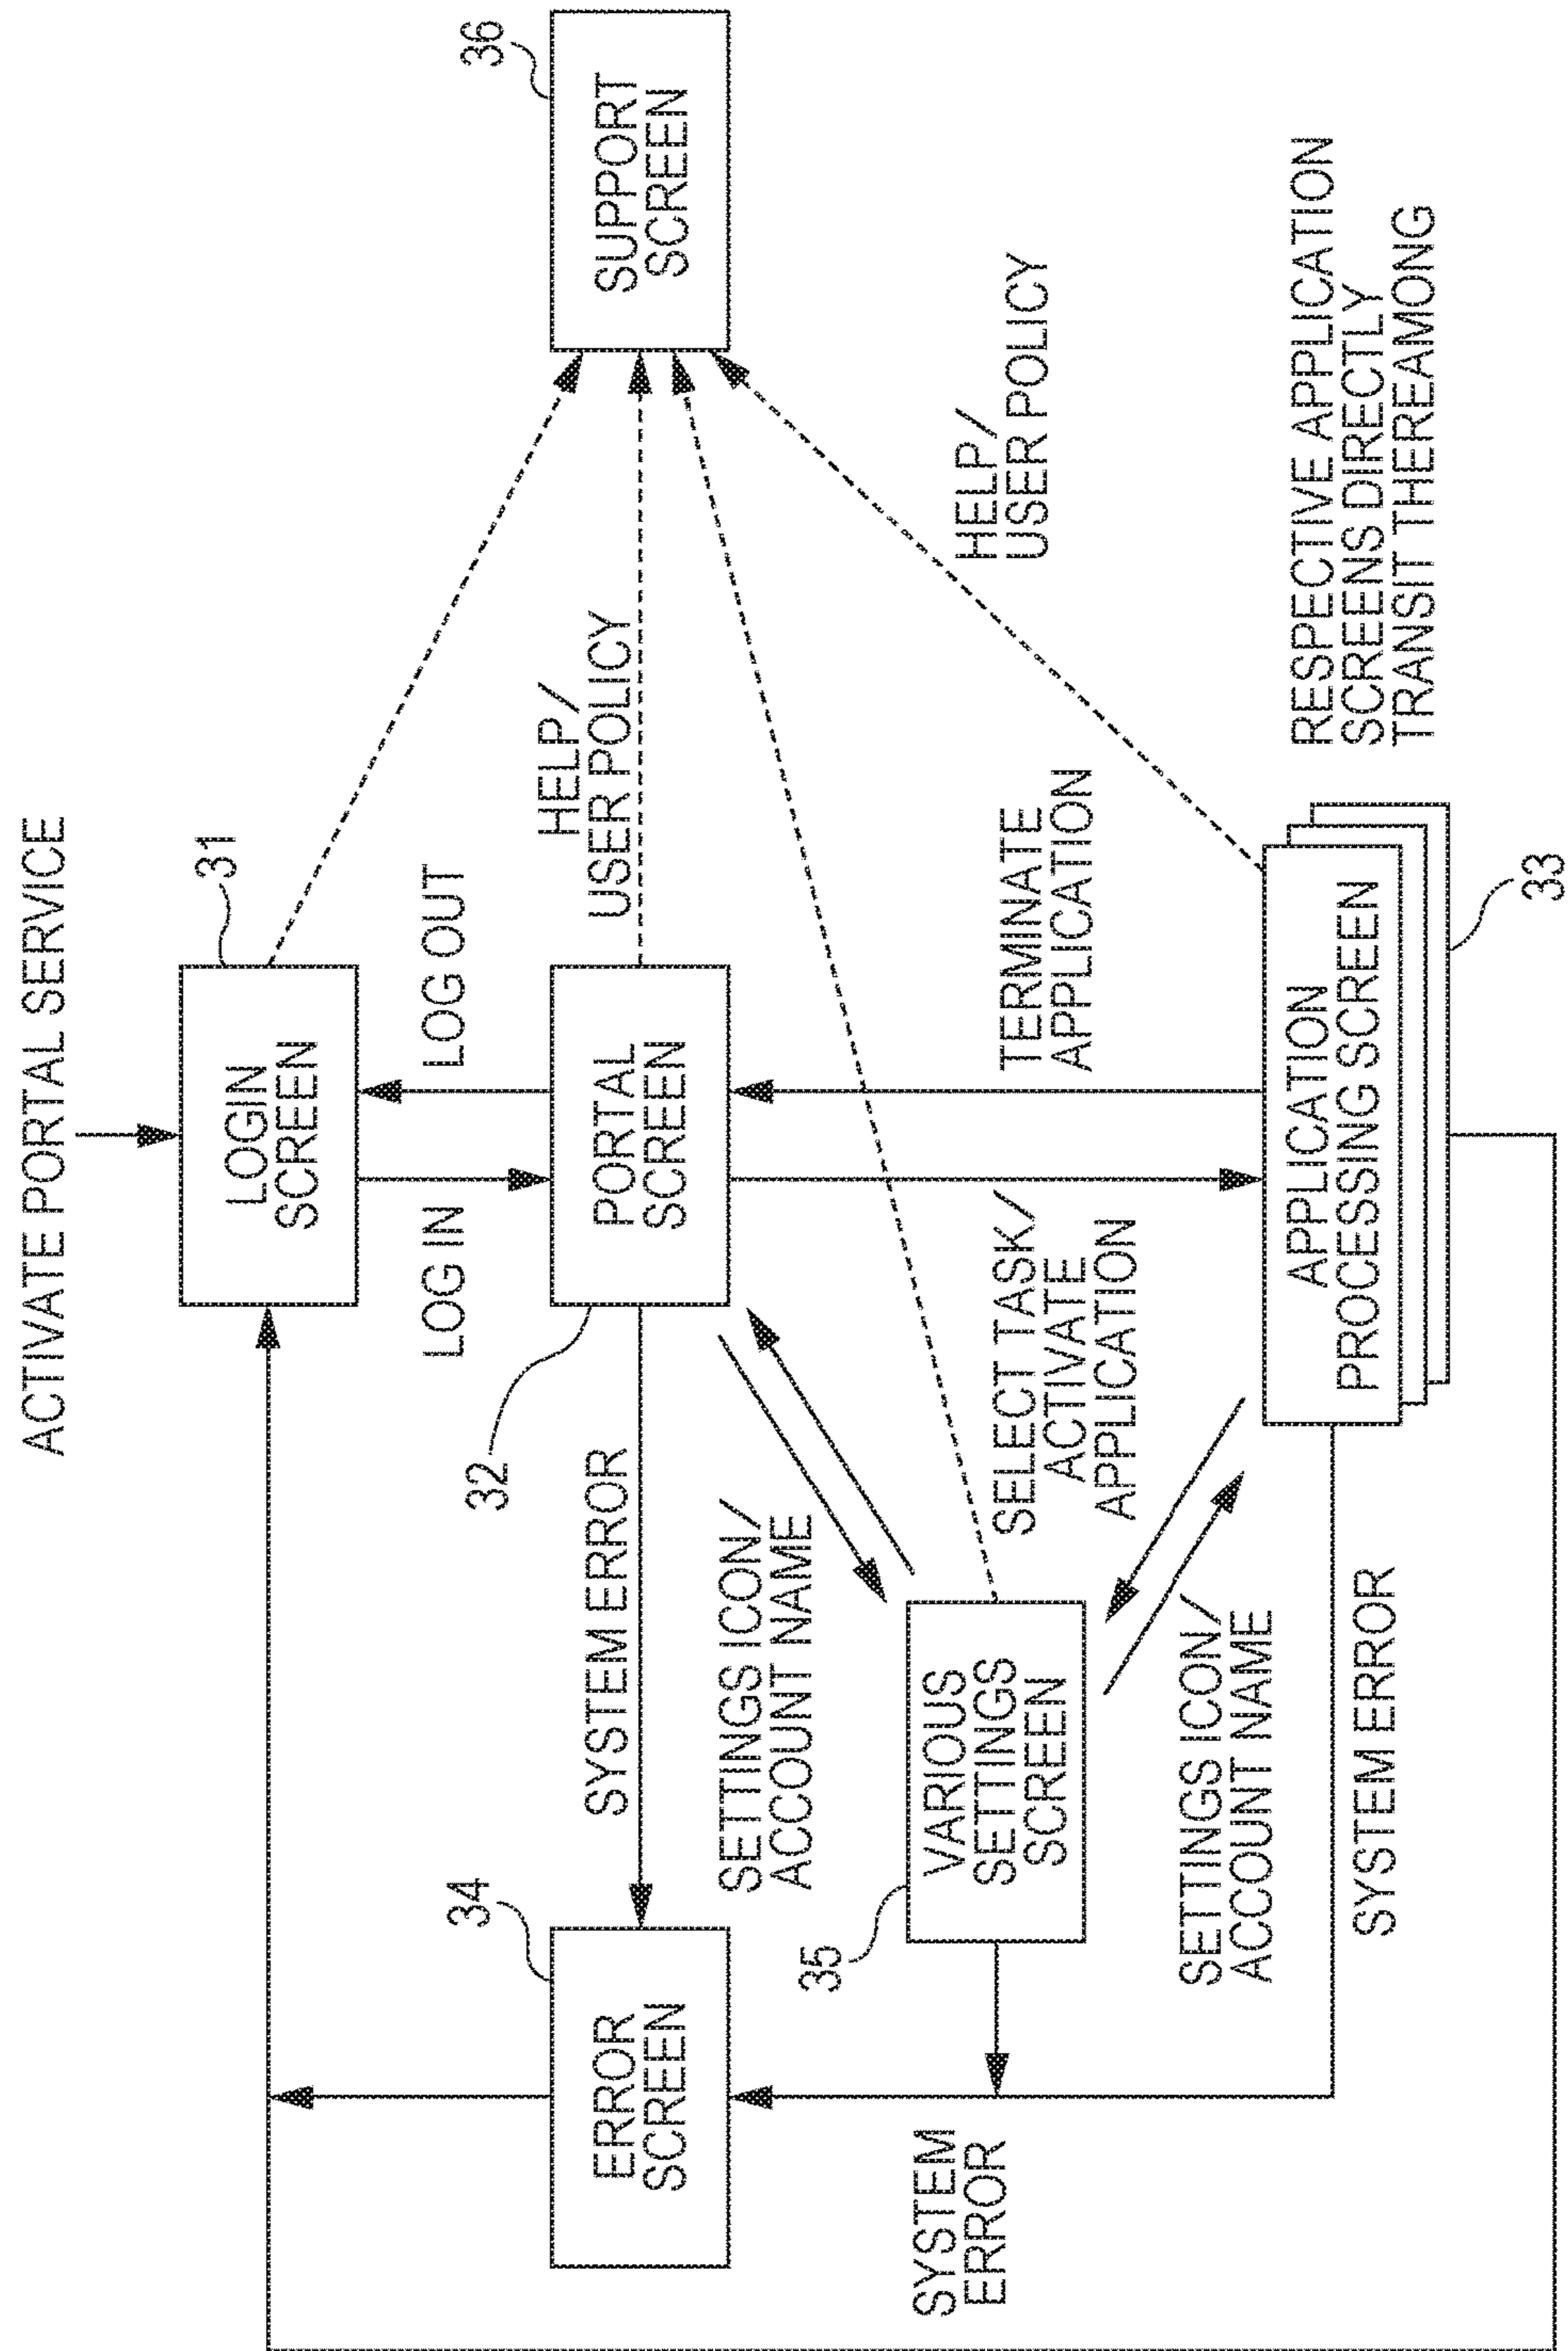 ACTIVATE PORTAL SERVICE
31
LOGIN
SCREEN
LOG IN
LOG OUT
36
SUPPORT
SCREEN
34
ERROR
SCREEN
SYSTEM ERROR
32
PORTAL
SCREEN
HELP/
USER POLICY
SETTINGS ICON/
ACCOUNT NAME
35
VARIOUS
SETTINGS
SCREEN
SYSTEM
ERROR
SELECT TASK/
ACTIVATE
APPLICATION
TERMINATE
APPLICATION
HELP/
USER POLICY
SETTINGS ICON/
ACCOUNT NAME
SYSTEM ERROR
APPLICATION
PROCESSING SCREEN
33
RESPECTIVE APPLICATION
SCREENS DIRECTLY
TRANSIT THEREAMONG